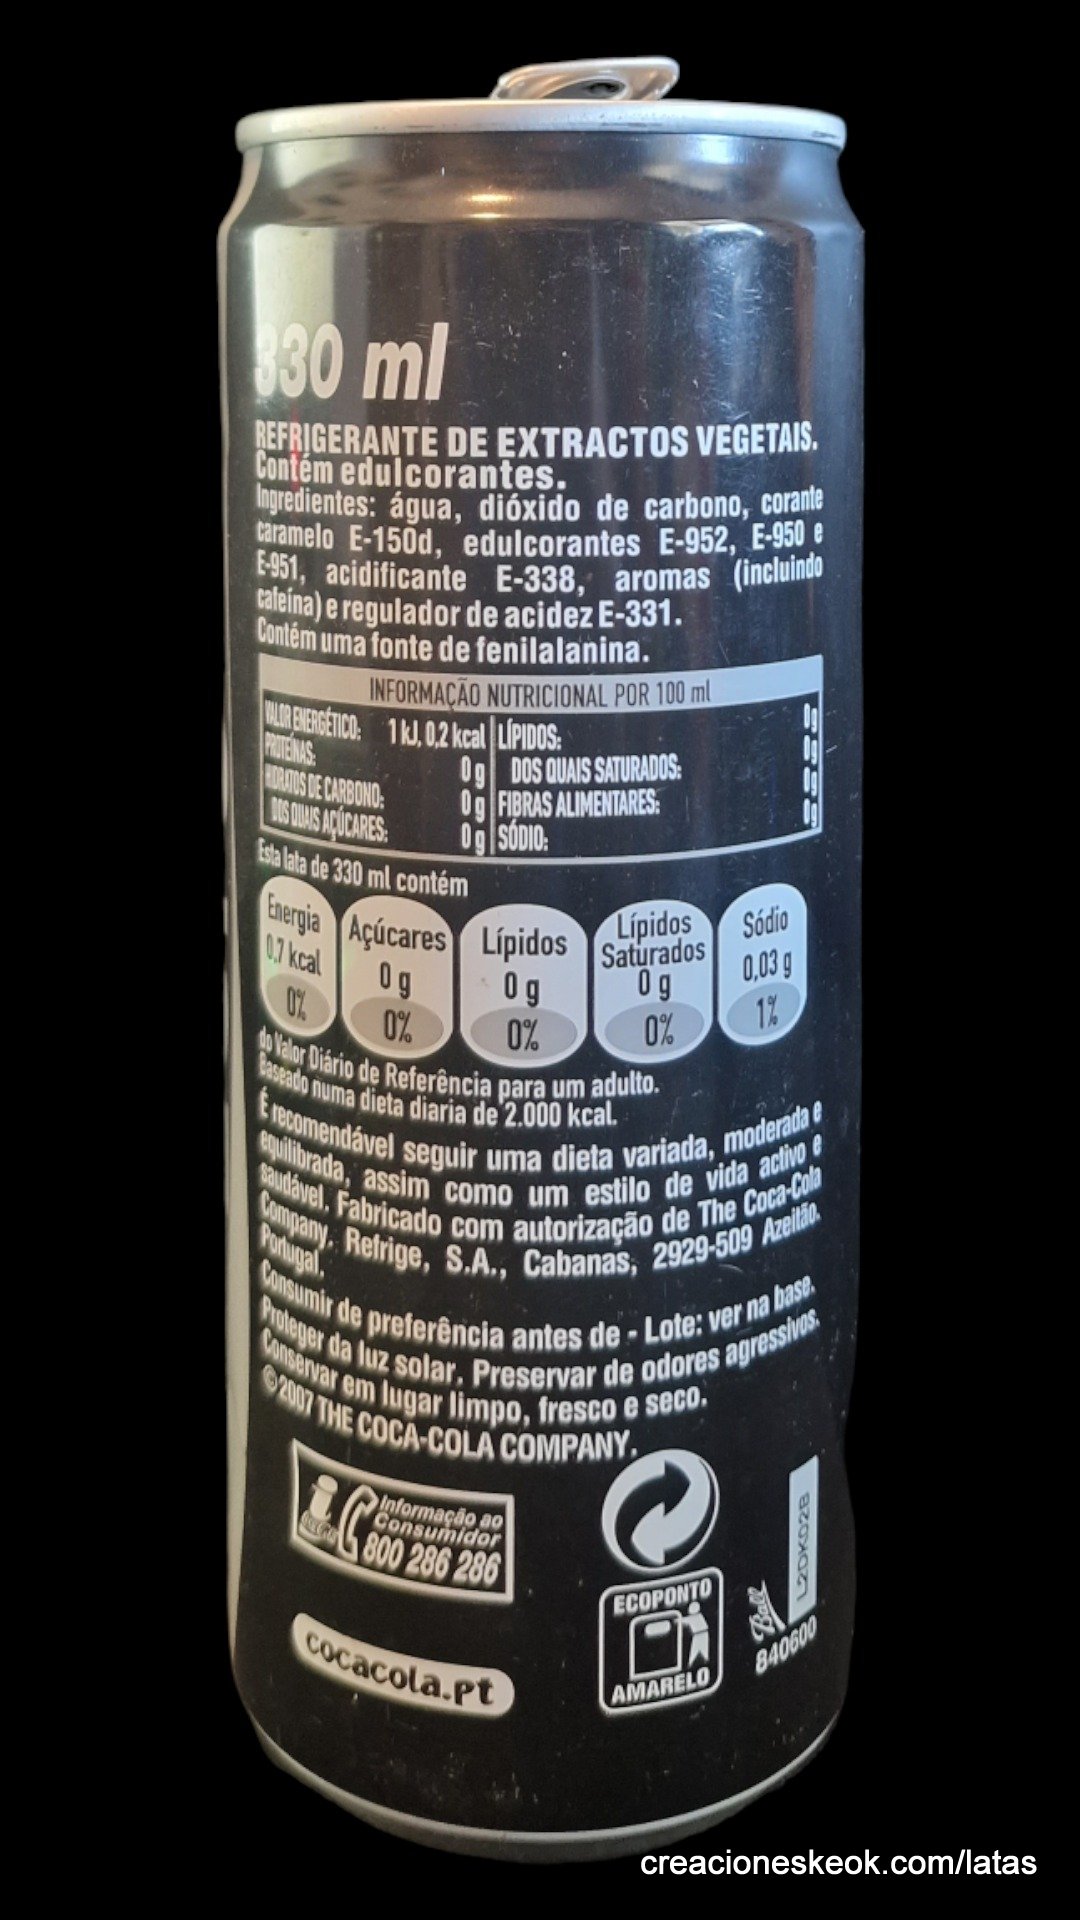 330 ml
REFRIGERANTE DE EXTRACTOS VEGETAIS.
Contém edulcorantes.
Ingredientes: água, dióxido de carbono, corante
caramelo E-150d, edulcorantes E-952, E-950 e
E-951, acidificante E-338, aromas (incluindo
cafeína) e regulador de acidez E-331.
Contém uma fonte de fenilalanina.
INFORMAÇÃO NUTRICIONAL POR 100 ml
VALOR ENERGÉTICO: 1 kJ, 0,2 kcal LÍPIDOS: 0g
PROTEÍNAS: 0 g DOS QUAIS SATURADOS: 0g
HIDRATOS DE CARBONO: 0 g FIBRAS ALIMENTARES: 0g
DOS QUAIS AÇÚCARES: 0 g SÓDIO: 0g
Esta lata de 330 ml contém
Energia Açúcares Lípidos Lípidos Saturados Sódio
0,7 kcal 0 g 0 g 0 g 0,03 g
0% 0% 0% 0% 1%
do Valor Diário de Referência para um adulto.
Baseado numa dieta diaria de 2.000 kcal.
É recomendável seguir uma dieta variada, moderada e
equilibrada, assim como um estilo de vida activo e
saudável. Fabricado com autorização de The Coca-Cola
Company. Refrige, S.A., Cabanas, 2929-509 Azeitão.
Portugal.
Consumir de preferência antes de - Lote: ver na base.
Proteger da luz solar. Preservar de odores agressivos.
Conservar em lugar limpo, fresco e seco.
©2007 THE COCA-COLA COMPANY.
Informação ao
Consumidor
800 286 286
cocacola.pt
ECOPONTO
AMARELO
Ball
840600
L2DK02B
creacioneskeok.com/latas